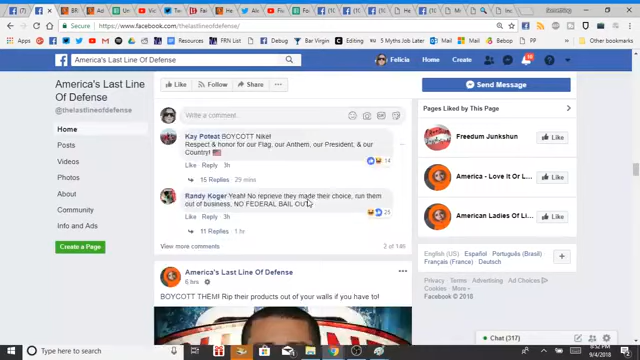 https://www.facebook.com/thelastlineofdefense/
Resources
Outlook
FRN List
Debug
Bar Virgin
Editing
5 Myths Job Later
Other bookmarks
America's Last Line Of Defense
Felicia
Home
Create
America's Last Line
Of Defense
@thelastlineofdefense
Home
Posts
Videos
Photos
About
Community
Info and Ads
Create a Page
Like
Follow
Share
Write a comment...
Kay Poteat BOYCOTT Nike!
Respect & honor for our Flag, our Anthem, our President, & our
Country!
14
Like · Reply · 3h
15 Replies · 29 mins
Randy Koger Yeah! No reprieve they made their choice, run them
out of business, NO FEDERAL BAIL OUT
25
Like · Reply · 3h
11 Replies · 1 hr
View more comments
2 of 140
America's Last Line Of Defense
6 hrs ·
BOYCOTT THEM! Rip their products out of your walls if you have to!
Send Message
Pages Liked by This Page
Freedum Junkshun
Like
America - Love It or L
Like
American Ladies Of Li
Like
English (US) · Español · Português (Brasil) ·
Français (France) · Deutsch
Privacy · Terms · Advertising · Ad Choices
Cookies · More
Facebook © 2018
Chat (317)
Type here to search
9/4/2018